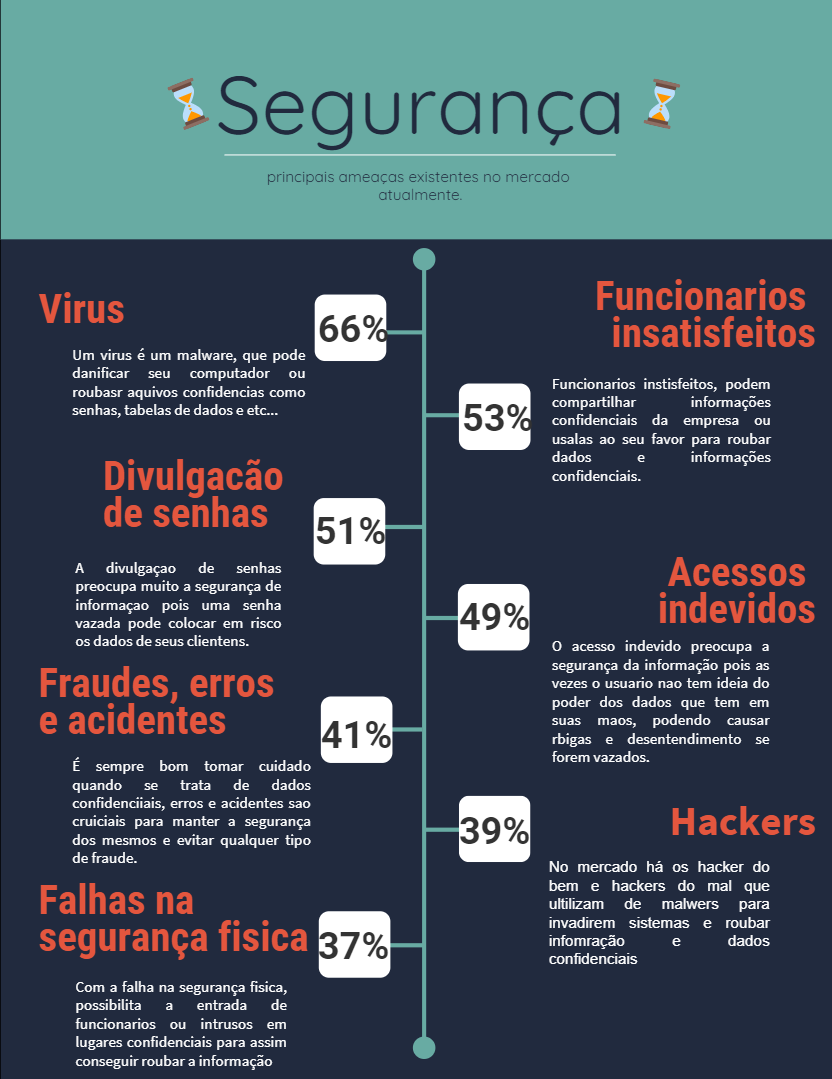 Segurança
principais ameaças existentes no mercado
atualmente.
Virus
66%
Um virus é um malware, que pode
danificar seu computador ou
roubasr aquivos confidencias como
senhas, tabelas de dados e etc...
Funcionarios
insatisfeitos
53%
Funcionarios instisfeitos, podem
compartilhar informações
confidenciais da empresa ou
usalas ao seu favor para roubar
dados e informações
confidenciais.
Divulgacão
de senhas
51%
A divulgaçao de senhas
preocupa muito a segurança de
informaçao pois uma senha
vazada pode colocar em risco
os dados de seus clientens.
Acessos
indevidos
49%
O acesso indevido preocupa a
segurança da informação pois as
vezes o usuario nao tem ideia do
poder dos dados que tem em
suas maos, podendo causar
rbigas e desentendimento se
forem vazados.
Fraudes, erros
e acidentes
41%
É sempre bom tomar cuidado
quando se trata de dados
confidenciiais, erros e acidentes sao
cruiciais para manter a segurança
dos mesmos e evitar qualquer tipo
de fraude.
Hackers
39%
No mercado há os hacker do
bem e hackers do mal que
ultilizam de malwers para
invadirem sistemas e roubar
infomração e dados
confidenciais
Falhas na
segurança fisica
37%
Com a falha na segurança fisica,
possibilita a entrada de
funcionarios ou intrusos em
lugares confidenciais para assim
conseguir roubar a informação